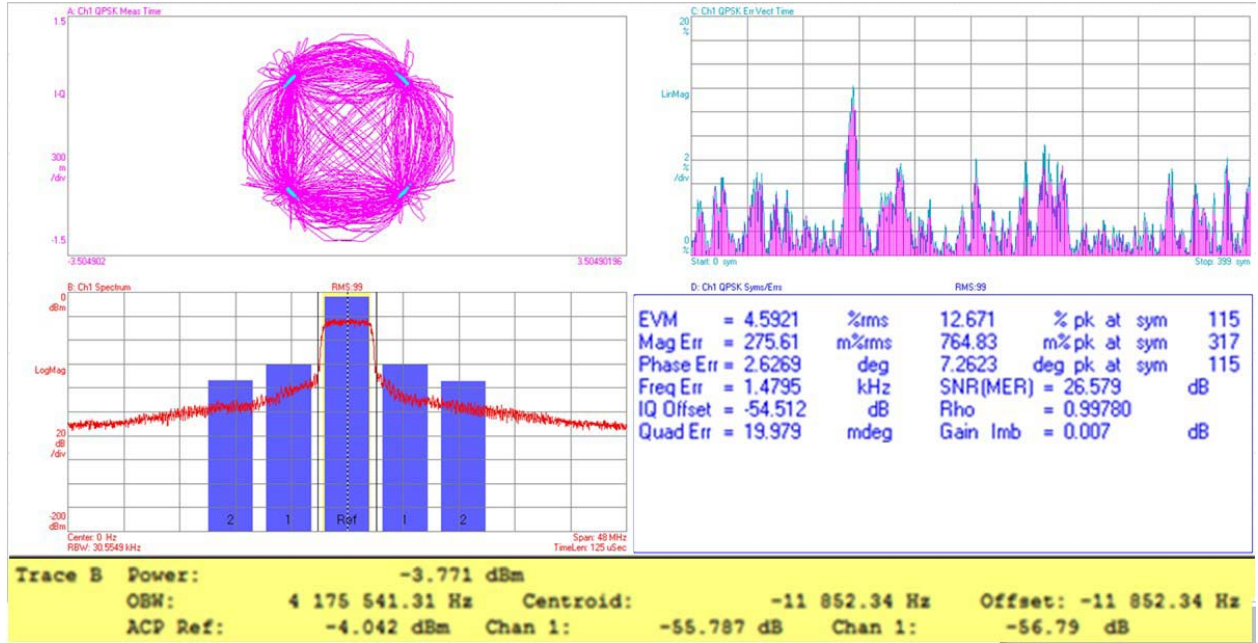 A: Ch1 QPSK Meas Time
1.5
I-Q
300
m
/div
-1.5
-3.504902 3.50490196
C: Ch1 QPSK Err Vect Time
20
%
LinMag
2
%
/div
0
%
Start: 0 sym Stop: 399 sym
B: Ch1 Spectrum RMS:99
0
dBm
LogMag
20
dB
/div
-200
dBm
2 1 Ref 1 2
Center: 0 Hz Span: 48 MHz
RBW: 30.5549 kHz TimeLen: 125 uSec
D: Ch1 QPSK Syms/Errs RMS:99
EVM = 4.5921 %rms 12.671 % pk at sym 115
Mag Err = 275.61 m%rms 764.83 m% pk at sym 317
Phase Err = 2.6269 deg 7.2623 deg pk at sym 115
Freq Err = 1.4795 kHz SNR(MER) = 26.579 dB
IQ Offset = -54.512 dB Rho = 0.99780
Quad Err = 19.979 mdeg Gain Imb = 0.007 dB
Trace B Power: -3.771 dBm
OBW: 4 175 541.31 Hz Centroid: -11 852.34 Hz Offset: -11 852.34 Hz
ACP Ref: -4.042 dBm Chan 1: -55.787 dB Chan 1: -56.79 dB